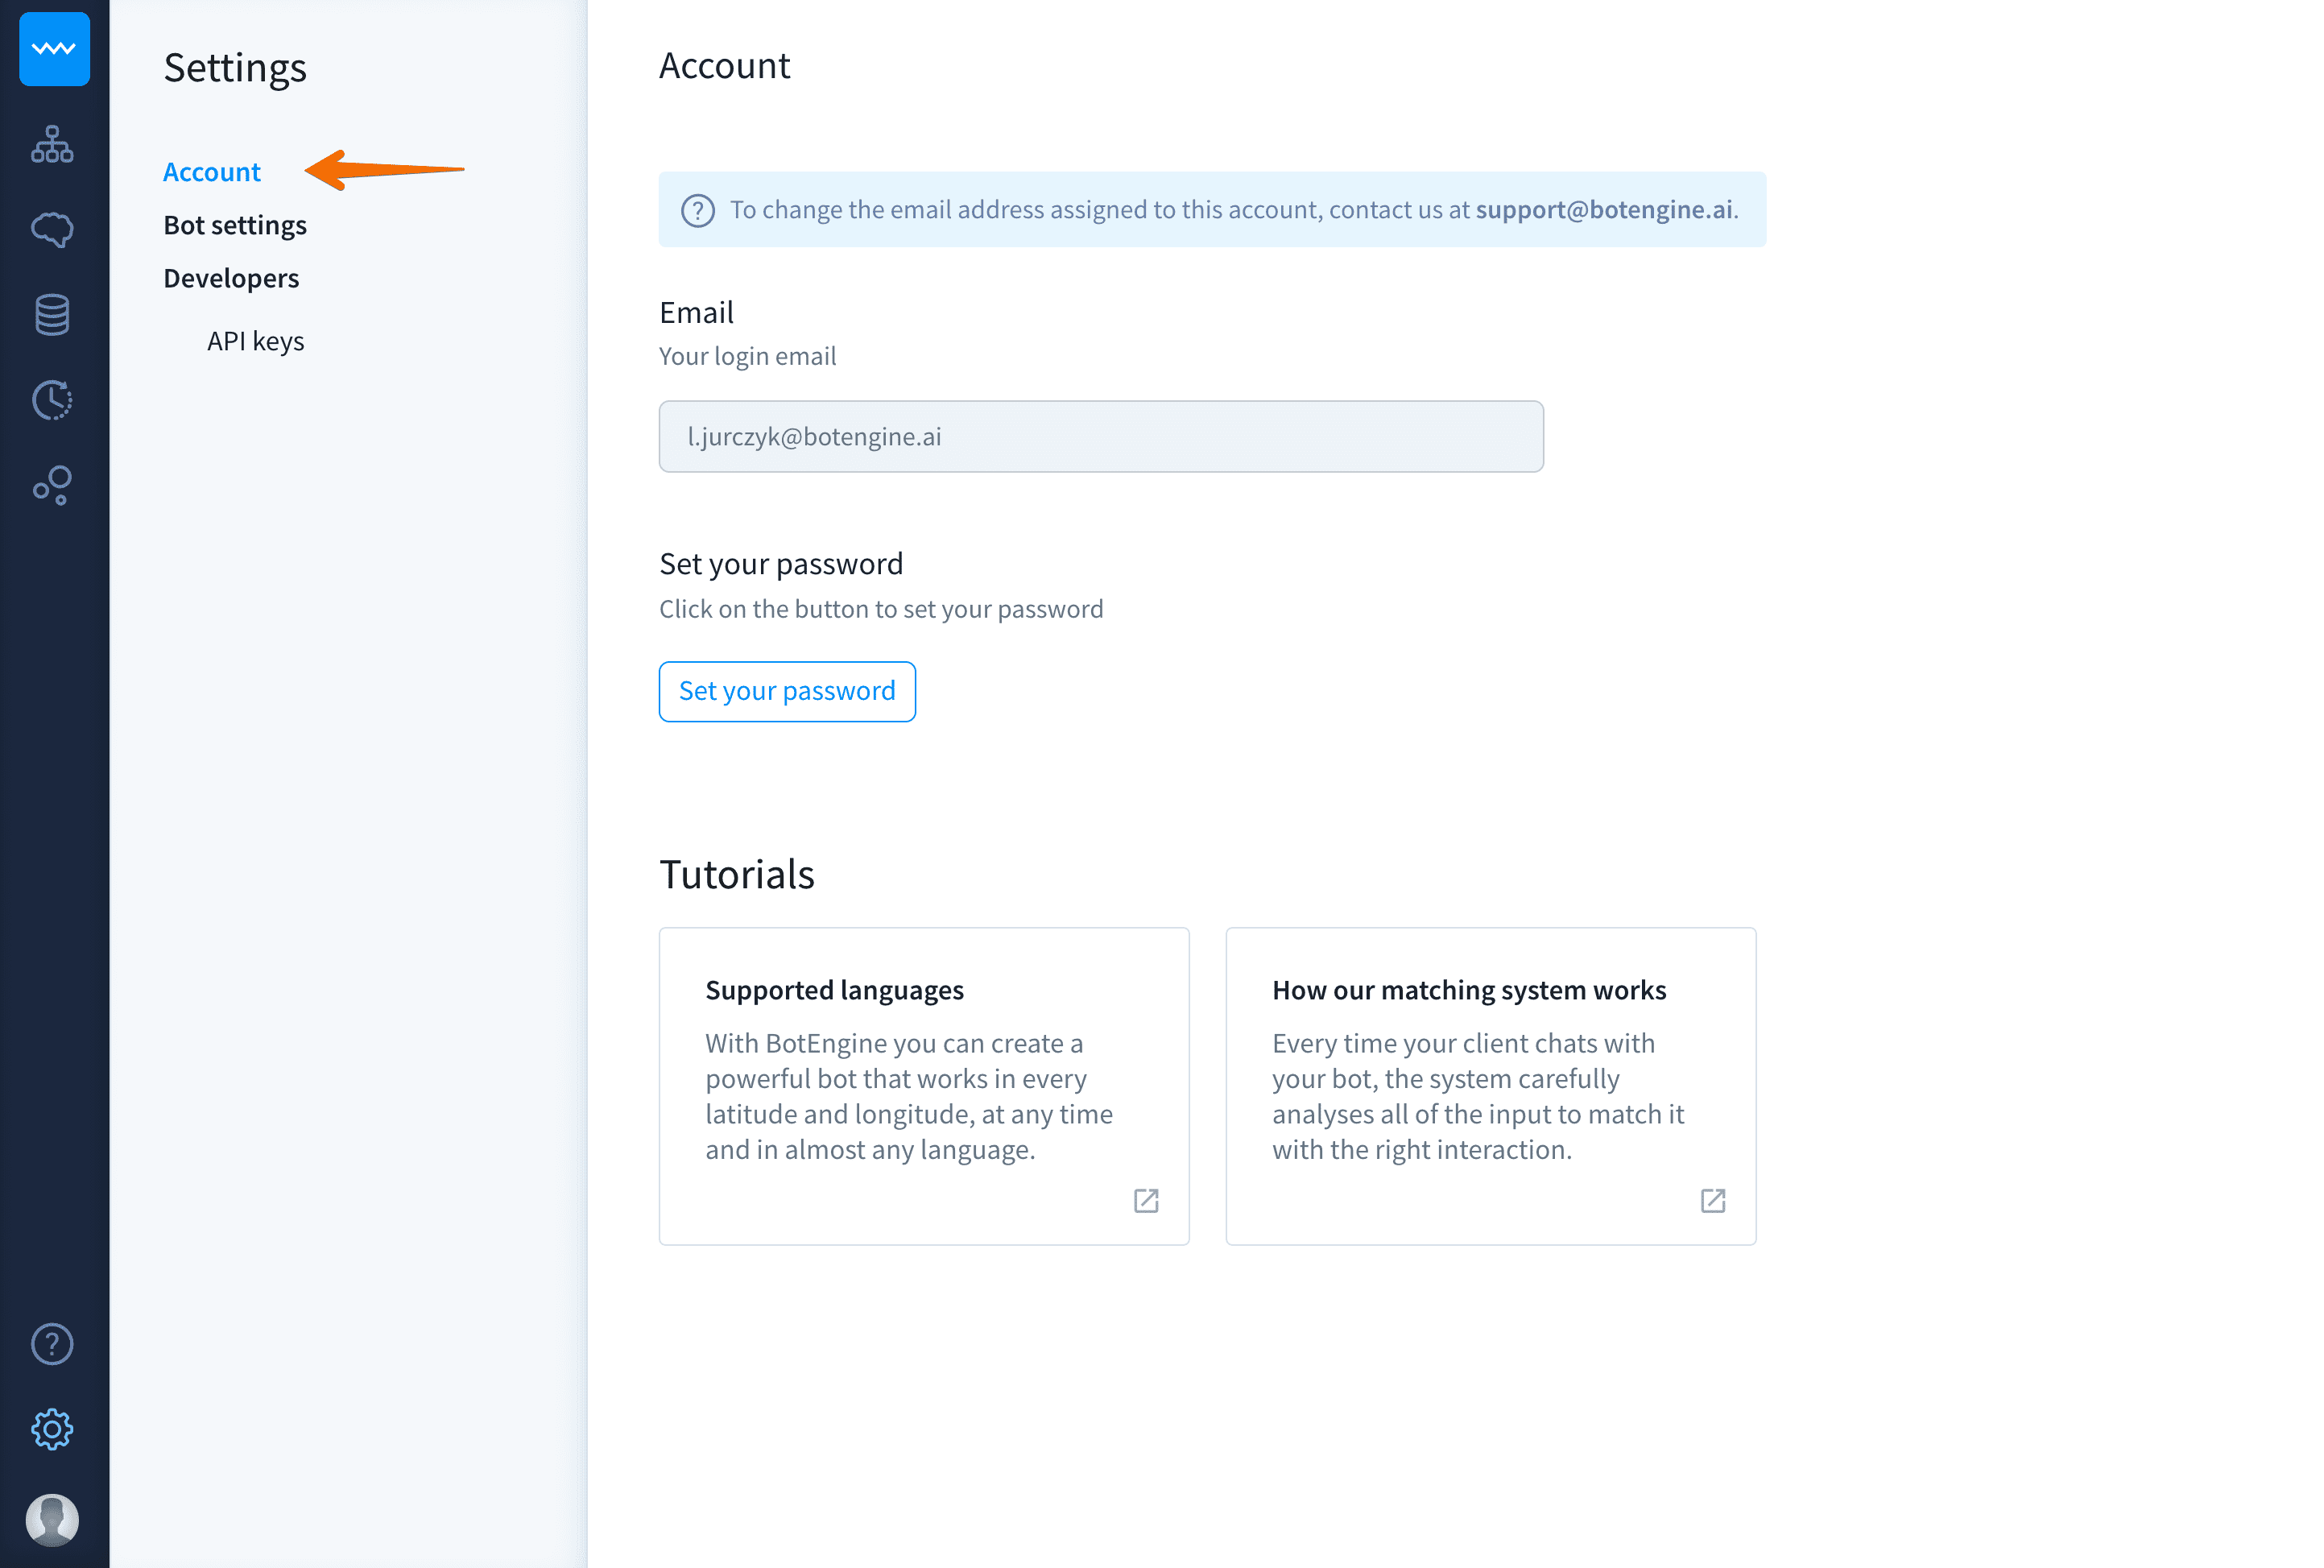 Settings
Account
Bot settings
Developers
API keys
Account
To change the email address assigned to this account, contact us at support@botengine.ai.
Email
Your login email
l.jurczyk@botengine.ai
Set your password
Click on the button to set your password
Set your password
Tutorials
Supported languages
With BotEngine you can create a
powerful bot that works in every
latitude and longitude, at any time
and in almost any language.
How our matching system works
Every time your client chats with
your bot, the system carefully
analyses all of the input to match it
with the right interaction.